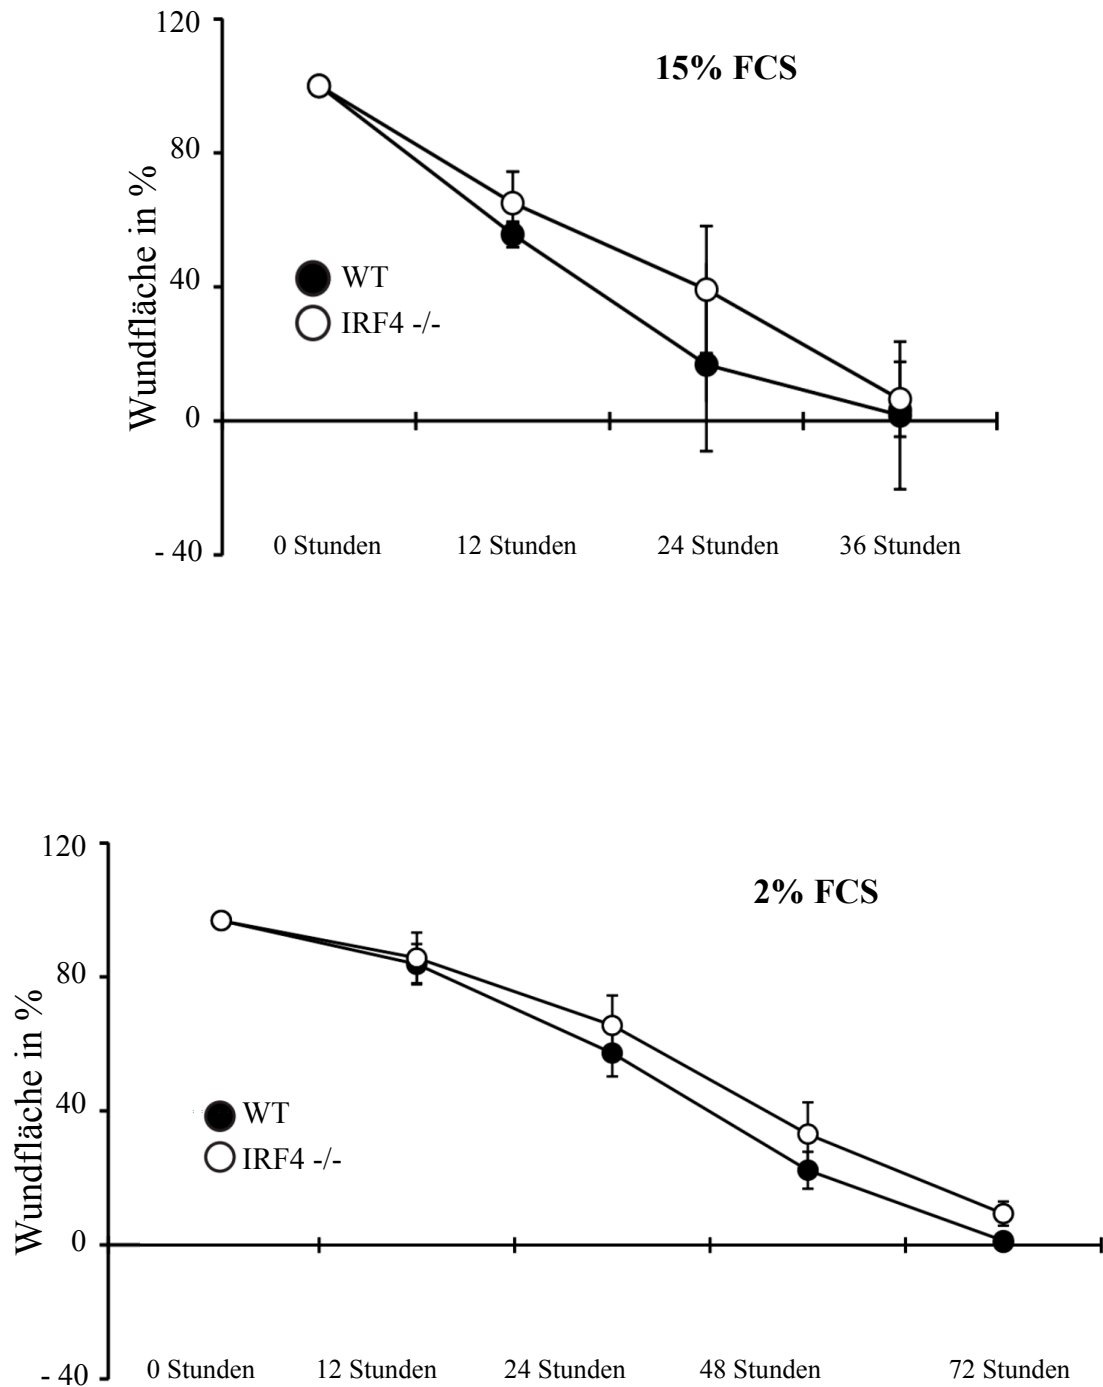 120
15% FCS
80
Wundfläche in %
40
WT
IRF4 -/-
0
- 40
0 Stunden 12 Stunden 24 Stunden 36 Stunden
120
2% FCS
80
Wundfläche in %
40
WT
IRF4 -/-
0
- 40
0 Stunden 12 Stunden 24 Stunden 48 Stunden 72 Stunden